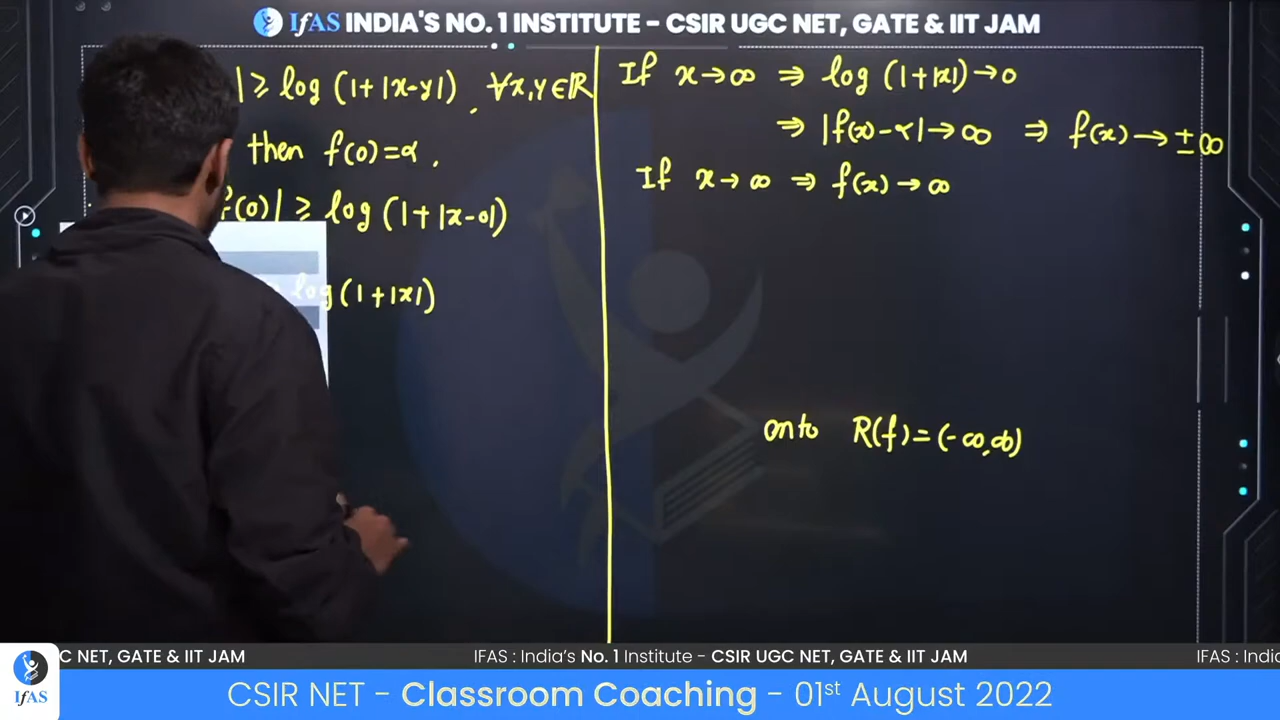 IfAS INDIA'S NO. 1 INSTITUTE - CSIR UGC NET, GATE & IIT JAM
| ≥ log (1+|x-y|), ∀x,y∈ℝ
then f(0)=α.
f(0)| ≥ log (1+|x-0|)
log (1+|x|)
If x→∞ ⇒ log (1+|x|)→0
⇒ |f(x)-α|→∞ ⇒ f(x)→±∞
If x→∞ ⇒ f(x)→∞
onto R(f)=(-∞,∞)
C NET, GATE & IIT JAM
IFAS : India's No. 1 Institute - CSIR UGC NET, GATE & IIT JAM
IFAS : India
IfAS
CSIR NET - Classroom Coaching - 01st August 2022